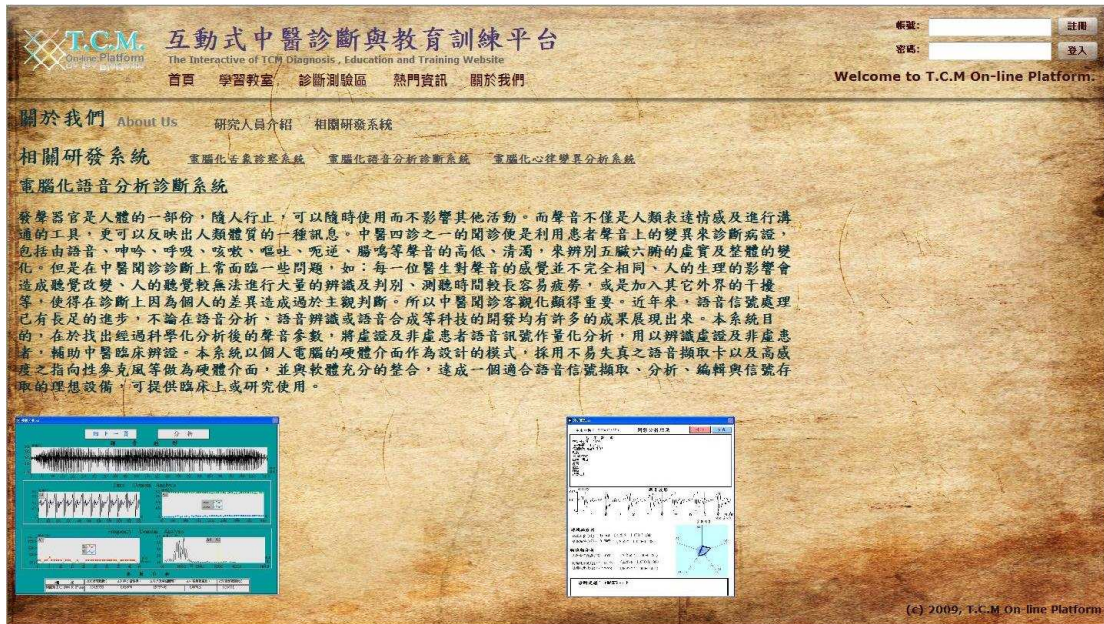 T.C.M.
On-line Platform
互動式中醫診斷與教育訓練平台
The Interactive of TCM Diagnosis , Education and Training Website
首頁 學習教室 診斷測驗區 熱門資訊 關於我們
帳號: 註冊
密碼: 登入
Welcome to T.C.M On-line Platform.
關於我們 About Us 研究人員介紹 相關研發系統
相關研發系統 電腦化舌象診察系統 電腦化語音分析診斷系統 電腦化心律變異分析系統
電腦化語音分析診斷系統
發聲器官是人體的一部份，隨人行止，可以隨時使用而不影響其他活動。而聲音不僅是人類表達情感及進行溝
通的工具，更可以反映出人類體質的一種訊息。中醫四診之一的聞診便是利用患者聲音上的變異來診斷病證，
包括由語音、呻吟、呼吸、咳嗽、嘔吐、呃逆、腸鳴等聲音的高低、清濁，來辨別五臟六腑的虛實及整體的變
化。但是在中醫聞診診斷上常面臨一些問題，如：每一位醫生對聲音的感覺並不完全相同、人的生理的影響會
造成聽覺改變、人的聽覺較無法進行大量的辨識及判別、測聽時間較長容易疲勞，或是加入其它外界的干擾
等，使得在診斷上因為個人的差異造成過於主觀判斷。所以中醫聞診客觀化顯得重要。近年來，語音信號處理
已有長足的進步，不論在語音分析、語音辨識或語音合成等科技的開發均有許多的成果展現出來。本系統目
的，在於找出經過科學化分析後的聲音參數，將虛證及非虛患者語音訊號作量化分析，用以辨識虛證及非虛患
者，輔助中醫臨床辨證。本系統以個人電腦的硬體介面作為設計的模式，採用不易失真之語音擷取卡以及高感
度之指向性麥克風等做為硬體介面，並與軟體充分的整合，達成一個適合語音信號擷取、分析、編輯與信號存
取的理想設備，可提供臨床上或研究使用。
分 析
(c) 2009, T.C.M On-line Platform